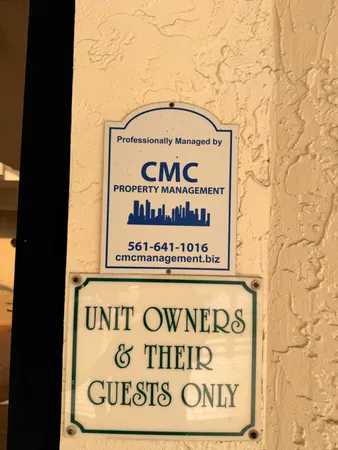 Professionally Managed by
CMC
PROPERTY MANAGEMENT
561-641-1016
cmcmanagement.biz
UNIT OWNERS
& THEIR
GUESTS ONLY